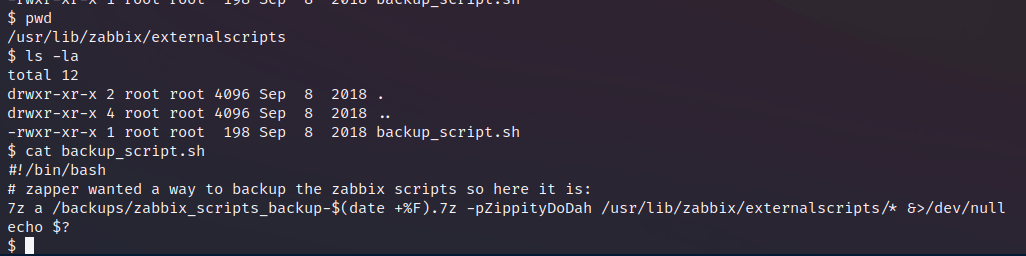 -rwxr-xr-x 1 root root  198 Sep  8  2018 backup_script.sh
$ pwd
/usr/lib/zabbix/externalscripts
$ ls -la
total 12
drwxr-xr-x 2 root root 4096 Sep  8  2018 .
drwxr-xr-x 4 root root 4096 Sep  8  2018 ..
-rwxr-xr-x 1 root root  198 Sep  8  2018 backup_script.sh
$ cat backup_script.sh
#!/bin/bash
# zapper wanted a way to backup the zabbix scripts so here it is:
7z a /backups/zabbix_scripts_backup-$(date +%F).7z -pZippityDoDah /usr/lib/zabbix/externalscripts/* &>/dev/null
echo $?
$